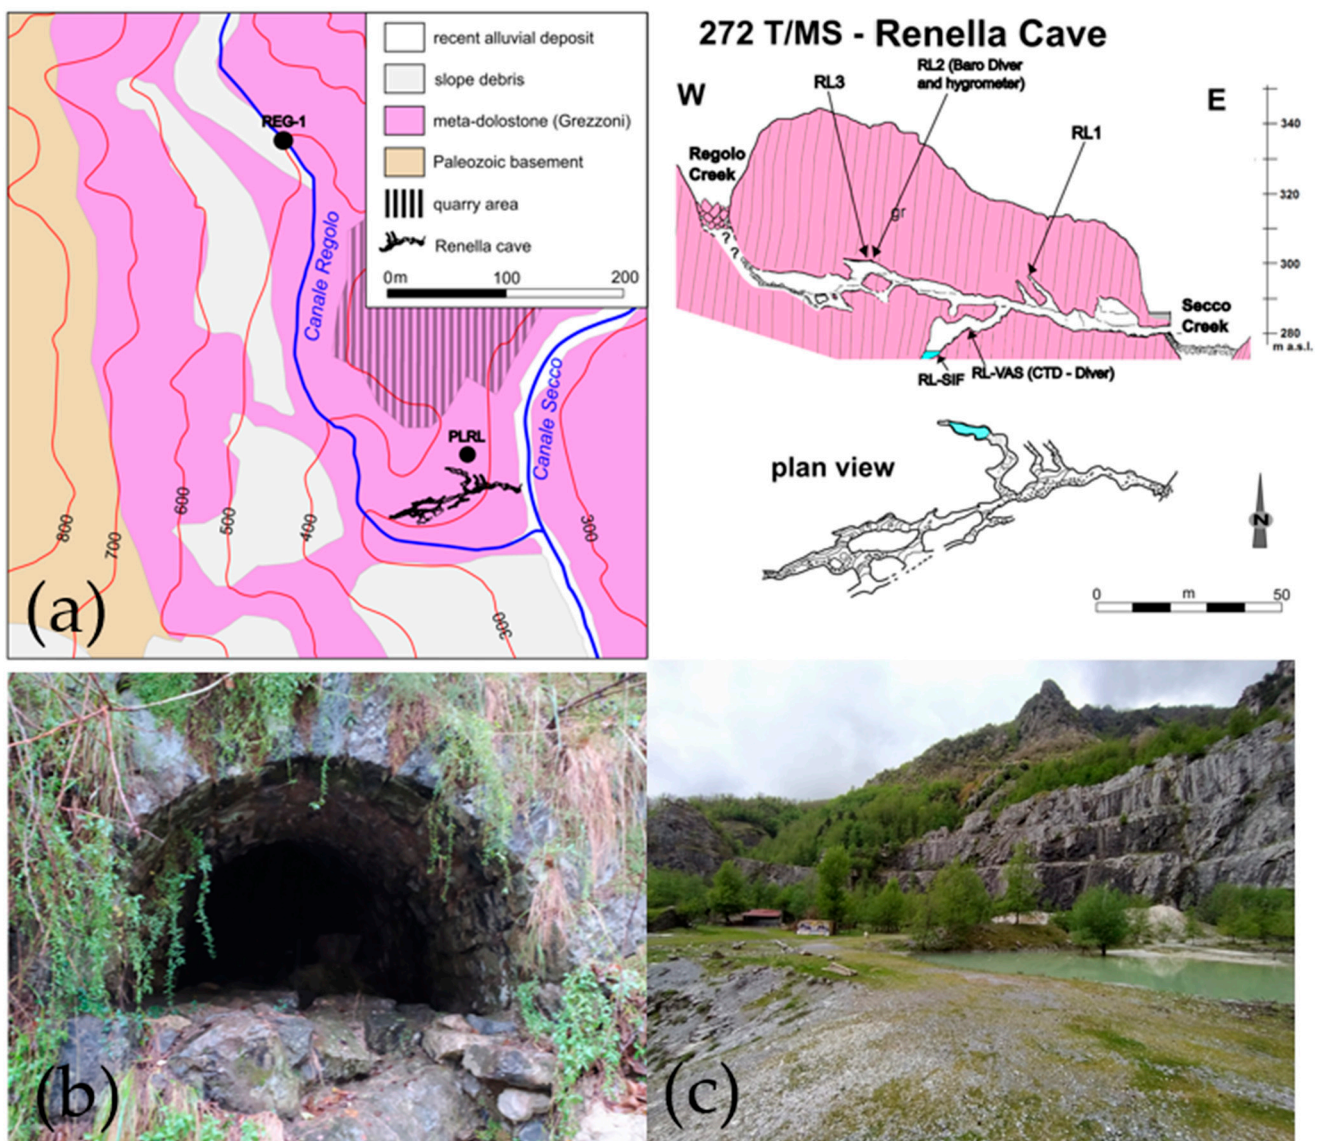 recent alluvial deposit
slope debris
meta-dolostone (Grezzoni)
Paleozoic basement
quarry area
Renella cave
0m 100 200
REG-1
Canale Regolo
Canale Secco
PLRL
800
700
600
500
400
300
300
(a)
272 T/MS - Renella Cave
RL2 (Baro Diver
and hygrometer)
RL3
W
E
RL1
Regolo
Creek
gr
? ?
340
320
300
280
m a.s.l.
Secco
Creek
RL-SIF
RL-VAS (CTD - Diver)
plan view
N
0 m 50
(b)
(c)